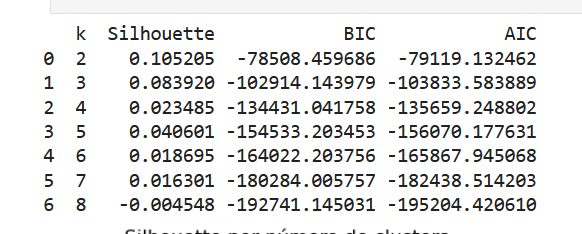 k Silhouette BIC AIC
0 2 0.105205 -78508.459686 -79119.132462
1 3 0.083920 -102914.143979 -103833.583889
2 4 0.023485 -134431.041758 -135659.248802
3 5 0.040601 -154533.203453 -156070.177631
4 6 0.018695 -164022.203756 -165867.945068
5 7 0.016301 -180284.005757 -182438.514203
6 8 -0.004548 -192741.145031 -195204.420610
Silhouette por número de clusters